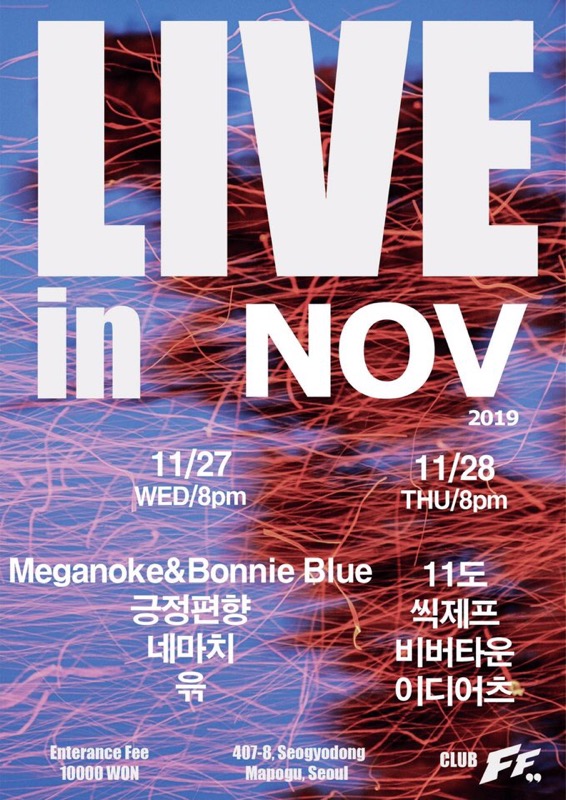 LIVE
in NOV
2019
11/27
WED/8pm
Meganoke&Bonnie Blue
긍정편향
네마치
윾
11/28
THU/8pm
11도
씩제프
비버타운
이디어츠
Enterance Fee
10000 WON
407-8, Seogyodong
Mapogu, Seoul
CLUB FF